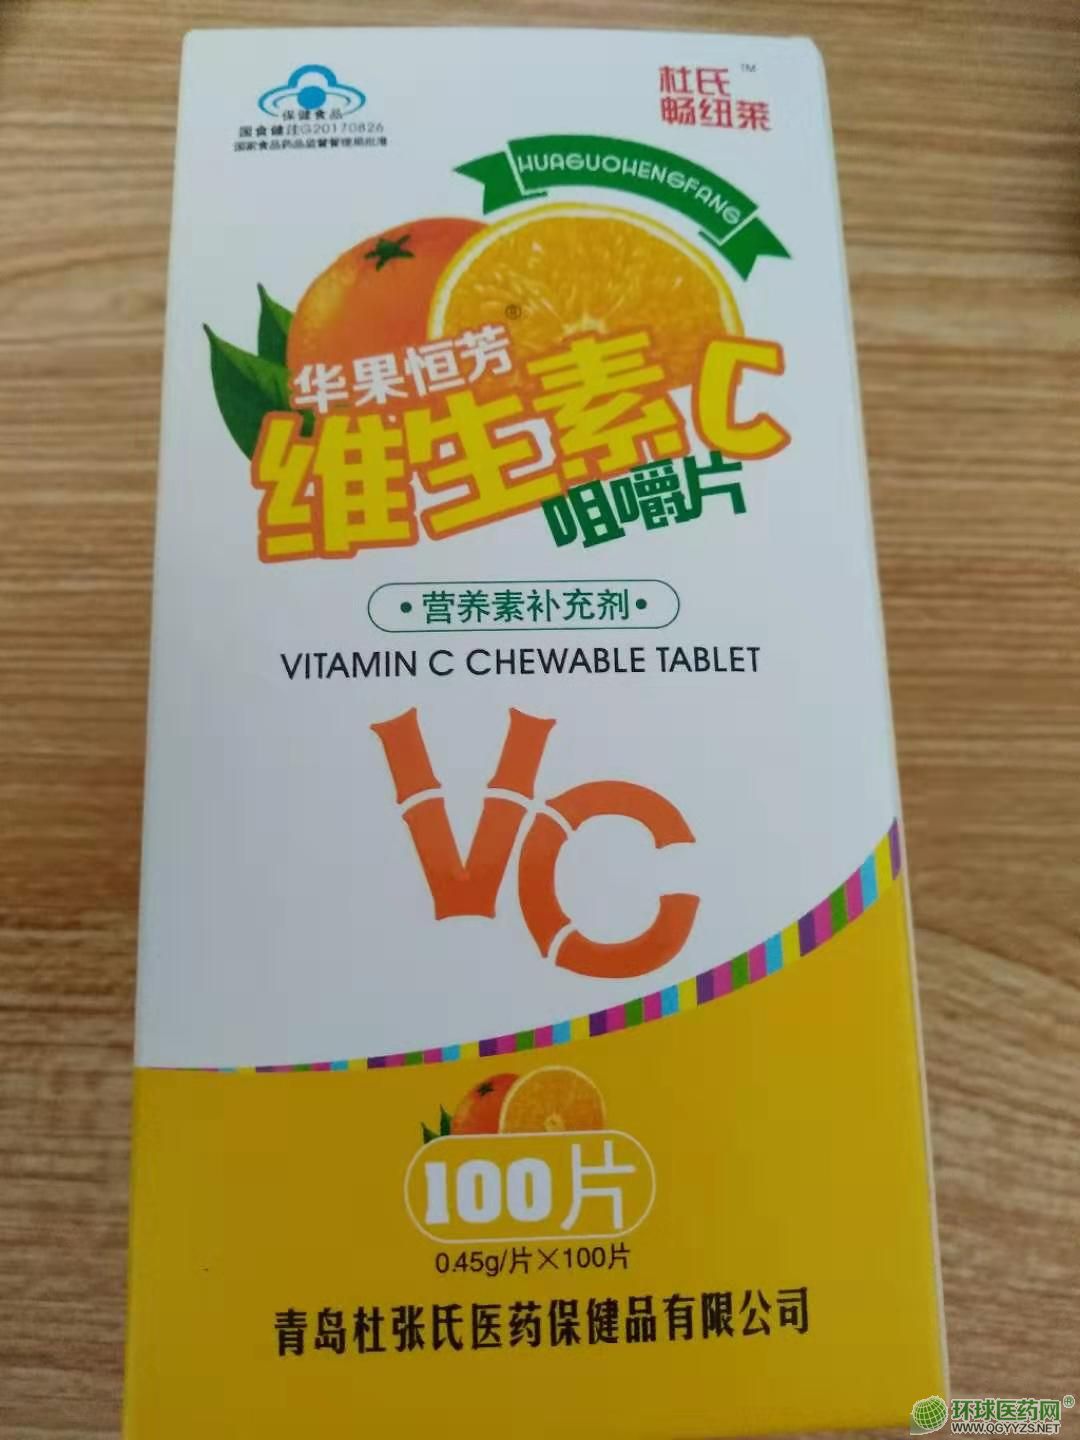 保健食品
国食健注G20170826
国家食品药品监督管理局批准
杜氏™
畅纽莱
HUAGUOHENGFANG
华果恒芳®
维生素C
咀嚼片
•营养素补充剂•
VITAMIN C CHEWABLE TABLET
VC
100片
0.45g/片×100片
青岛杜张氏医药保健品有限公司
环球医药网®
WWW.QGYYZS.NET